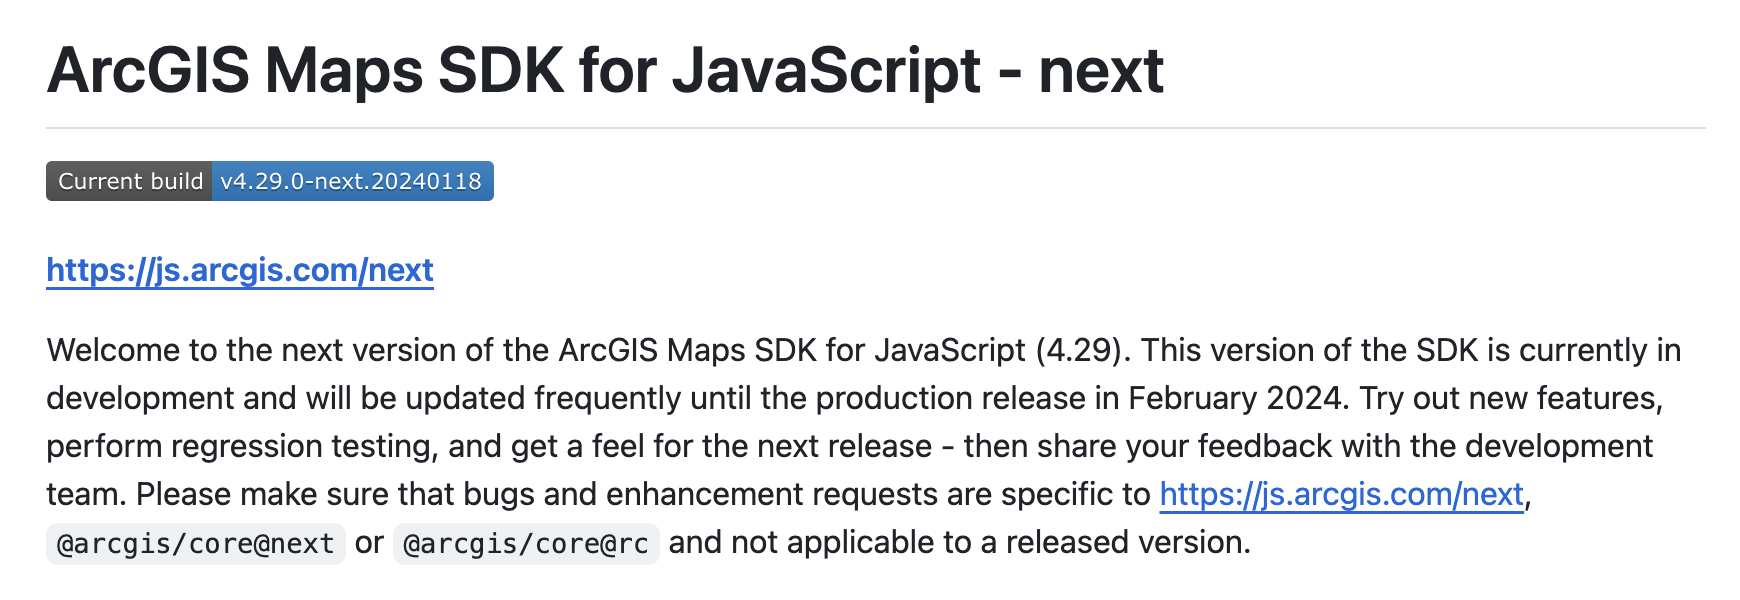 ArcGIS Maps SDK for JavaScript - next
Current build v4.29.0-next.20240118
https://js.arcgis.com/next
Welcome to the next version of the ArcGIS Maps SDK for JavaScript (4.29). This version of the SDK is currently in
development and will be updated frequently until the production release in February 2024. Try out new features,
perform regression testing, and get a feel for the next release - then share your feedback with the development
team. Please make sure that bugs and enhancement requests are specific to https://js.arcgis.com/next,
@arcgis/core@next or @arcgis/core@rc and not applicable to a released version.